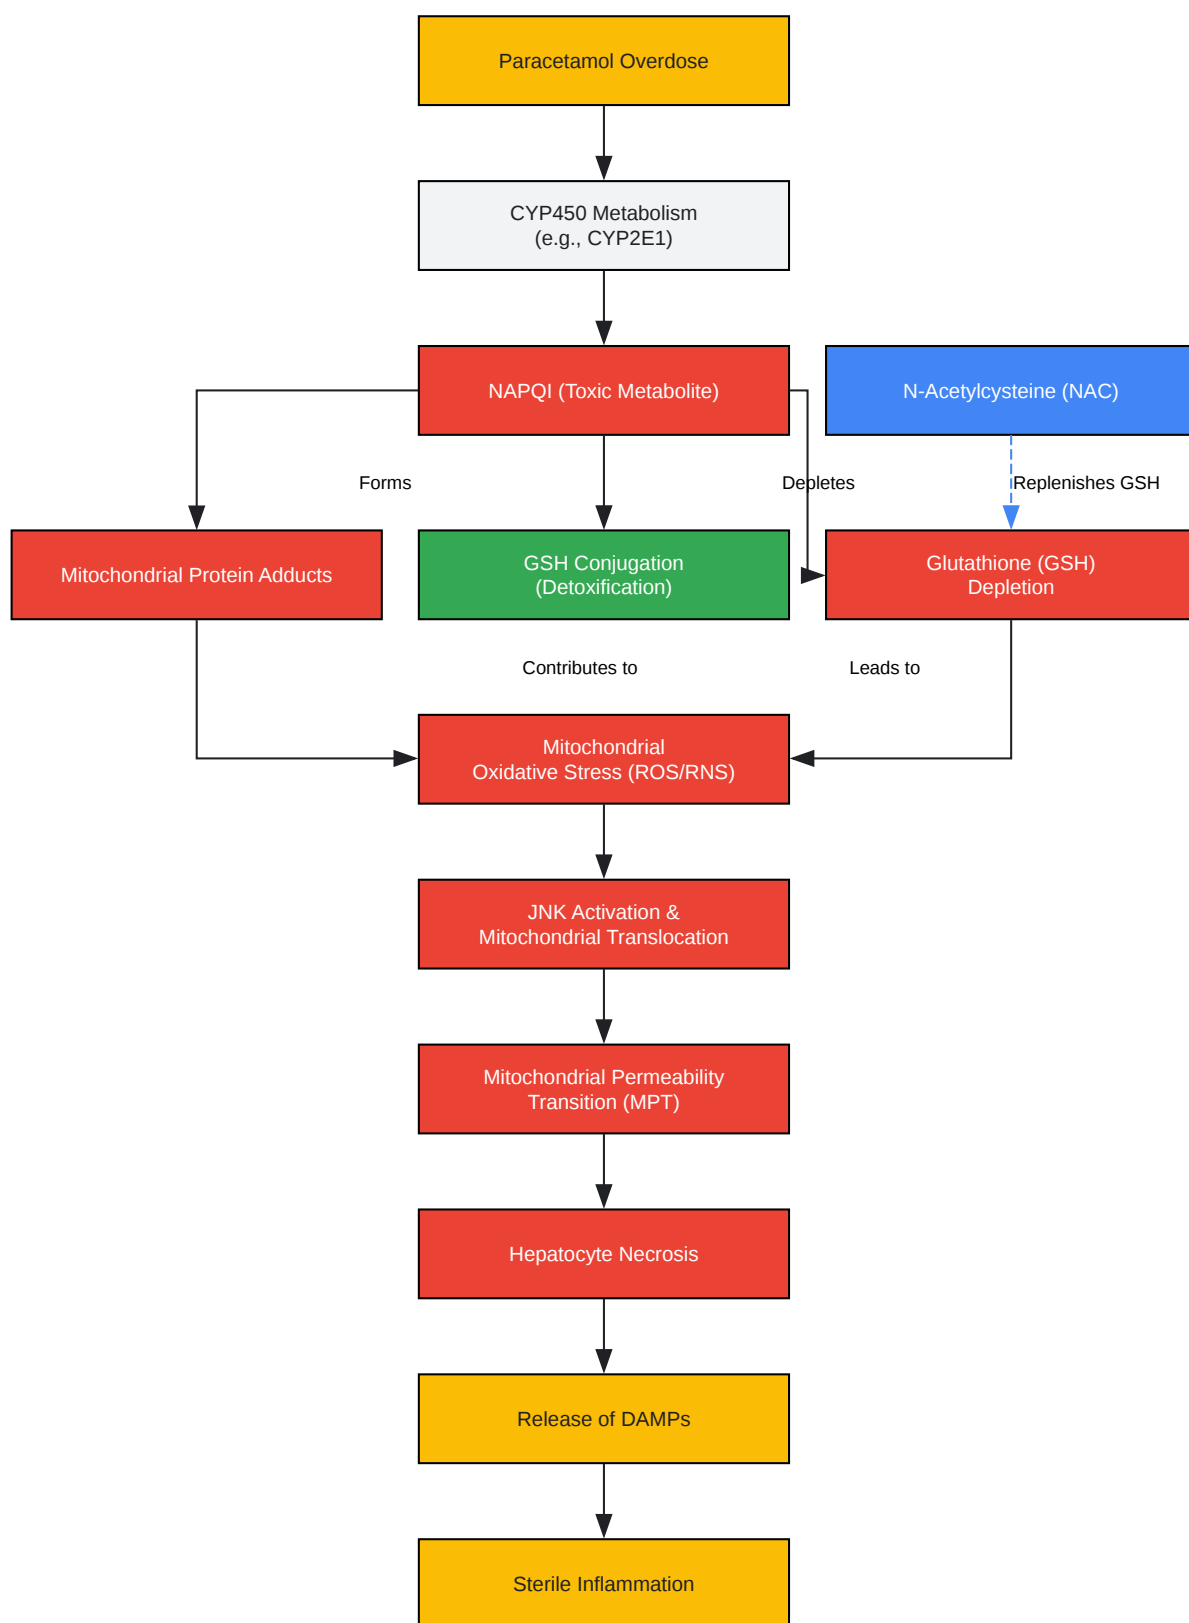 Paracetamol Overdose
CYP450 Metabolism
(e.g., CYP2E1)
NAPQI (Toxic Metabolite)
N-Acetylcysteine (NAC)
Forms
Depletes
Replenishes GSH
Mitochondrial Protein Adducts
GSH Conjugation
(Detoxification)
Glutathione (GSH)
Depletion
Contributes to
Leads to
Mitochondrial
Oxidative Stress (ROS/RNS)
JNK Activation &
Mitochondrial Translocation
Mitochondrial Permeability
Transition (MPT)
Hepatocyte Necrosis
Release of DAMPs
Sterile Inflammation